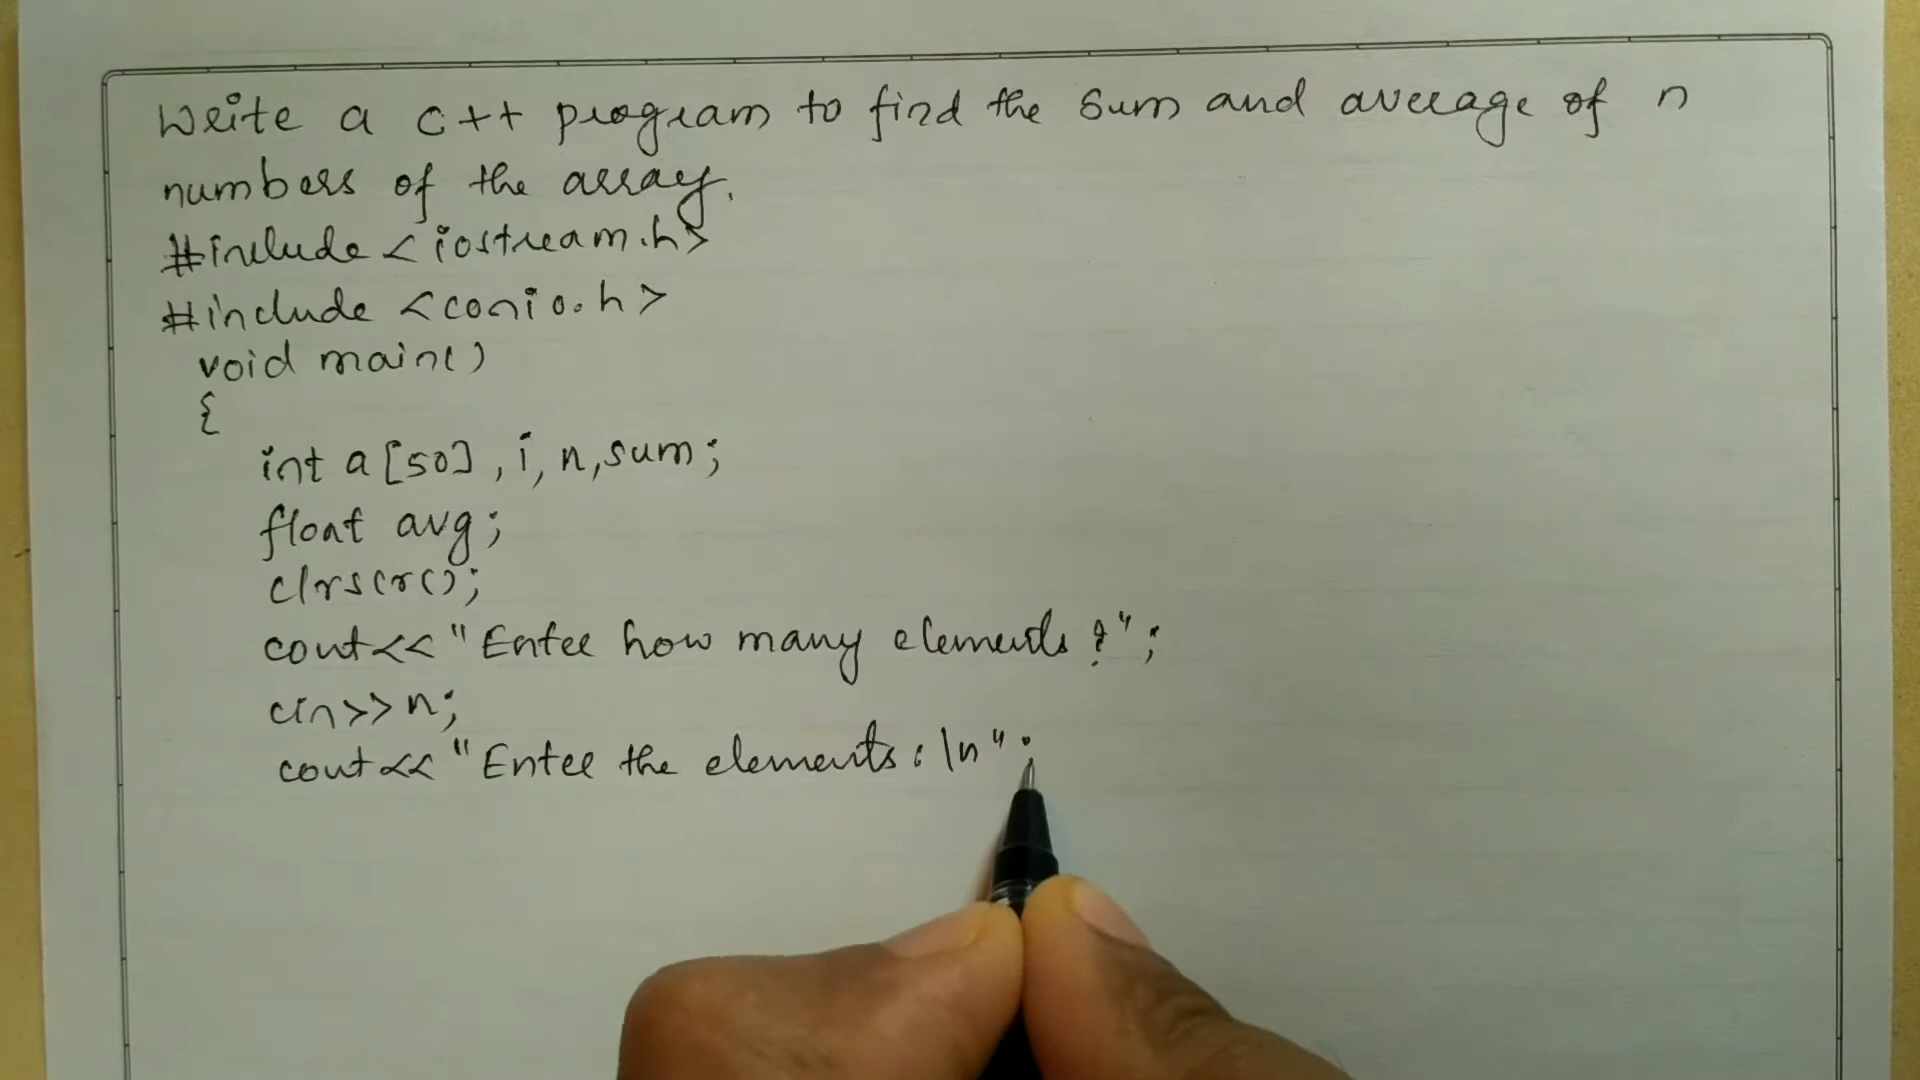 Write a c++ program to find the sum and average of n
numbers of the array.
#include <iostream.h>
#include <conio.h>
void main()
{
int a[50], i, n, sum;
float avg;
clrscr();
cout<<"Enter how many elements?";
cin>>n;
cout<<"Enter the elements:\n";